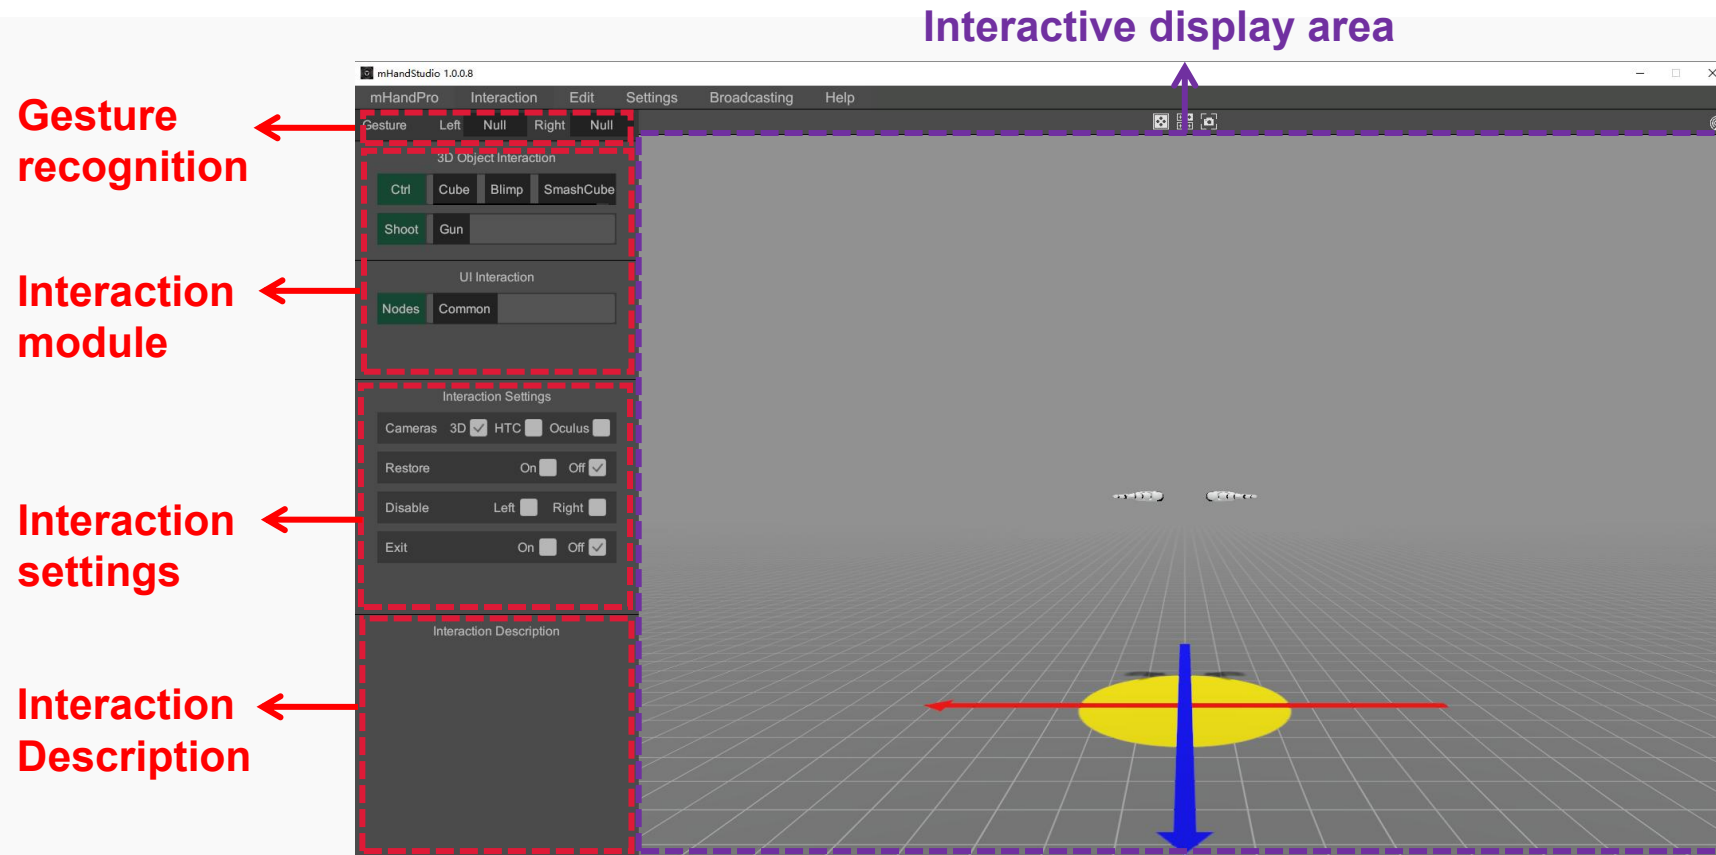 Interactive display area
mHandStudio 1.0.0.8
mHandPro Interaction Edit Settings Broadcasting Help
Gesture
recognition
Gesture Left Null Right Null
3D Object Interaction
Ctrl Cube Blimp SmashCube
Shoot Gun
Interaction
module
UI Interaction
Nodes Common
Interaction Settings
Cameras 3D HTC Oculus
Restore On Off
Interaction
settings
Disable Left Right
Exit On Off
Interaction Description
Interaction
Description